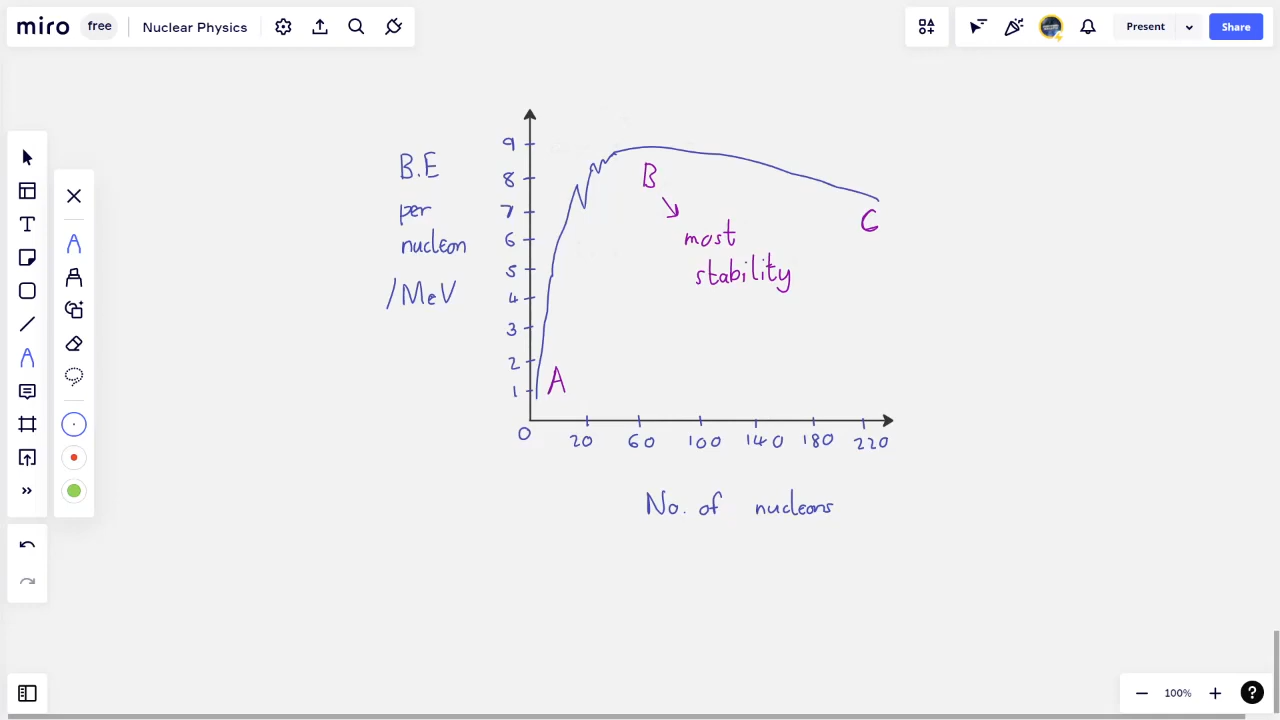 miro free Nuclear Physics Present Share
B.E
per
nucleon
/MeV
9
8
7
6
5
4
3
2
1
B
most
stability
C
A
0 20 60 100 140 180 220
No. of nucleons
T
100%
?